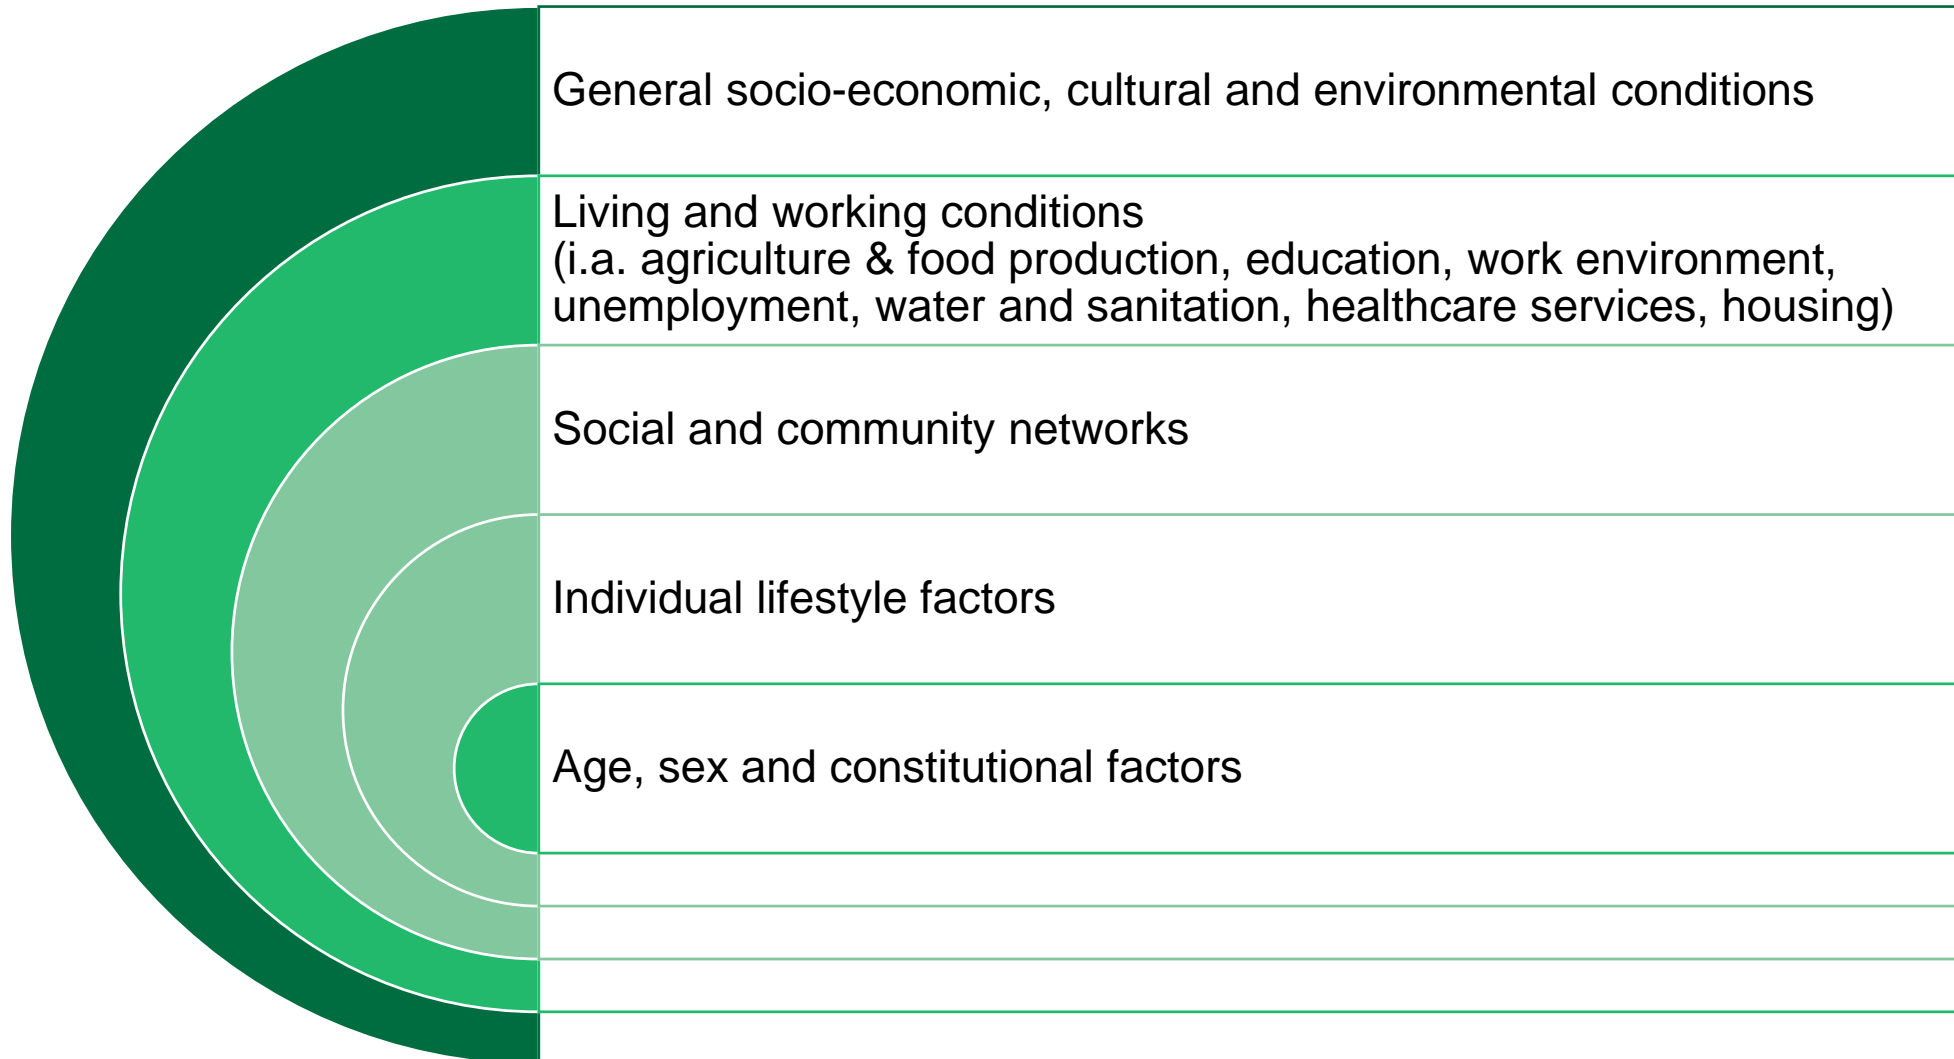 General socio-economic, cultural and environmental conditions
Living and working conditions
(i.a. agriculture & food production, education, work environment,
unemployment, water and sanitation, healthcare services, housing)
Social and community networks
Individual lifestyle factors
Age, sex and constitutional factors